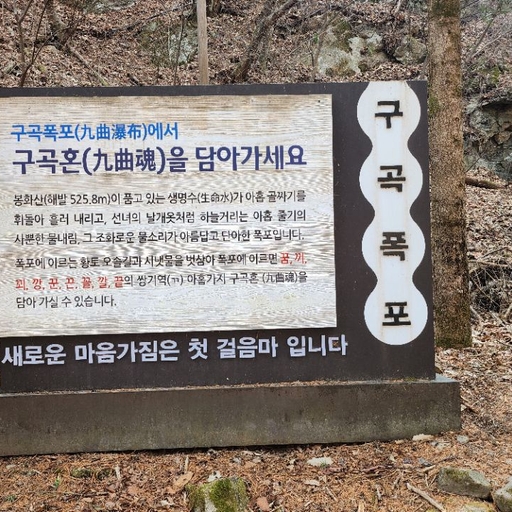 구곡폭포(九曲瀑布)에서
구곡혼(九曲魂)을 담아가세요
봉화산(해발 525.8m)이 품고 있는 생명수(生命水)가 아홉 골짜기를
휘돌아 흘러 내리고, 선녀의 날개옷처럼 하늘거리는 아홉 줄기의
사뿐한 물내림, 그 조화로운 물소리가 아름답고 단아한 폭포입니다.
폭포에 이르는 황토 오솔길과 시냇물을 벗삼아 폭포에 이르면 꿈, 끼,
꾀, 깡, 꾼, 끈, 꼴, 깔, 끝의 쌍기역(ㄲ) 아홉가지 구곡혼 (九曲魂)을
담아 가실 수 있습니다.
새로운 마음가짐은 첫 걸음마 입니다
구
곡
폭
포